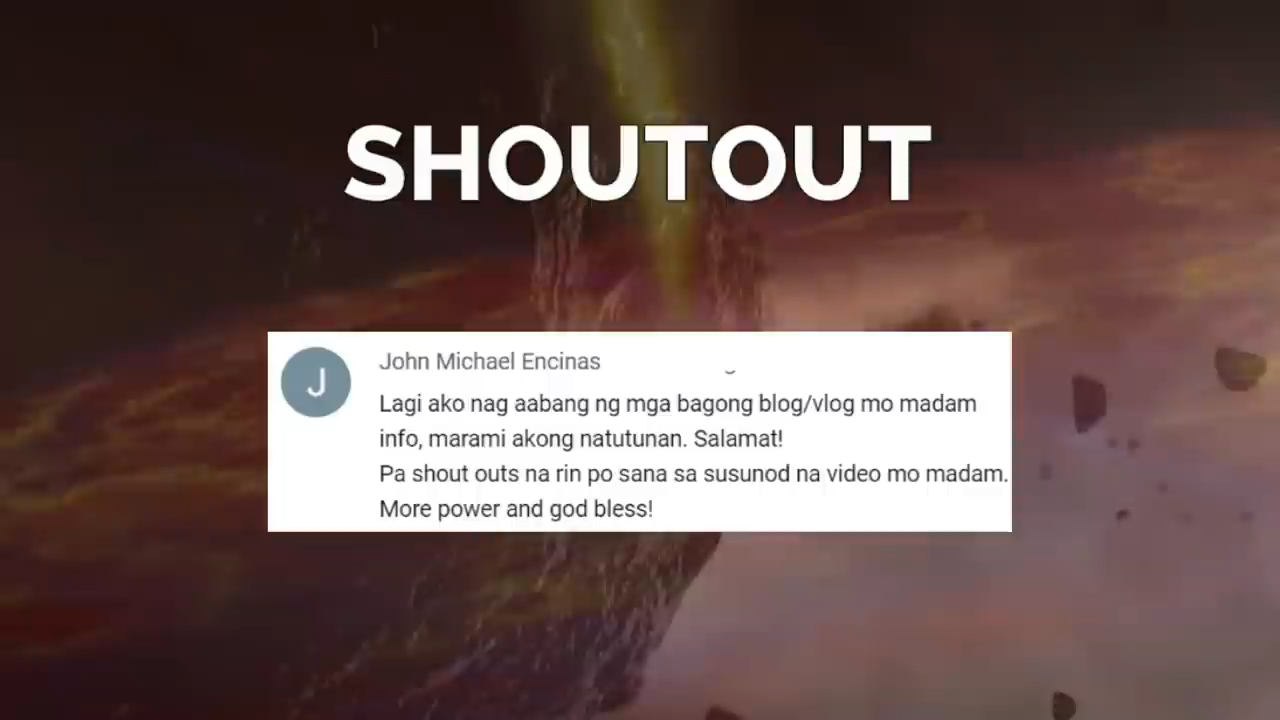 SHOUTOUT
J
John Michael Encinas
Lagi ako nag aabang ng mga bagong blog/vlog mo madam
info, marami akong natutunan. Salamat!
Pa shout outs na rin po sana sa susunod na video mo madam.
More power and god bless!